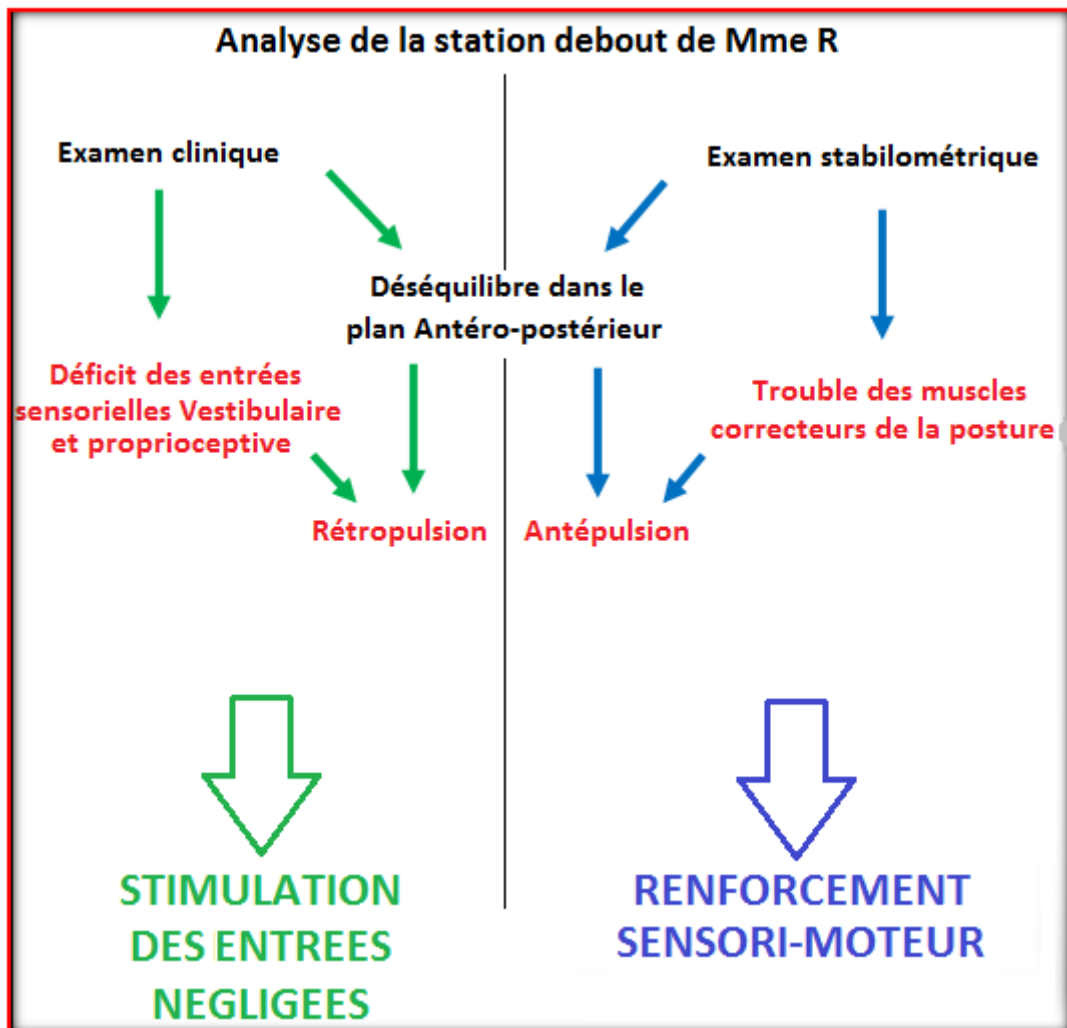 Analyse de la station debout de Mme R
Examen clinique
Examen stabilométrique
Déséquilibre dans le
plan Antéro-postérieur
Déficit des entrées
sensorielles Vestibulaire
et proprioceptive
Trouble des muscles
correcteurs de la posture
Rétropulsion
Antépulsion
STIMULATION
DES ENTREES
NEGLIGEES
RENFORCEMENT
SENSORI-MOTEUR